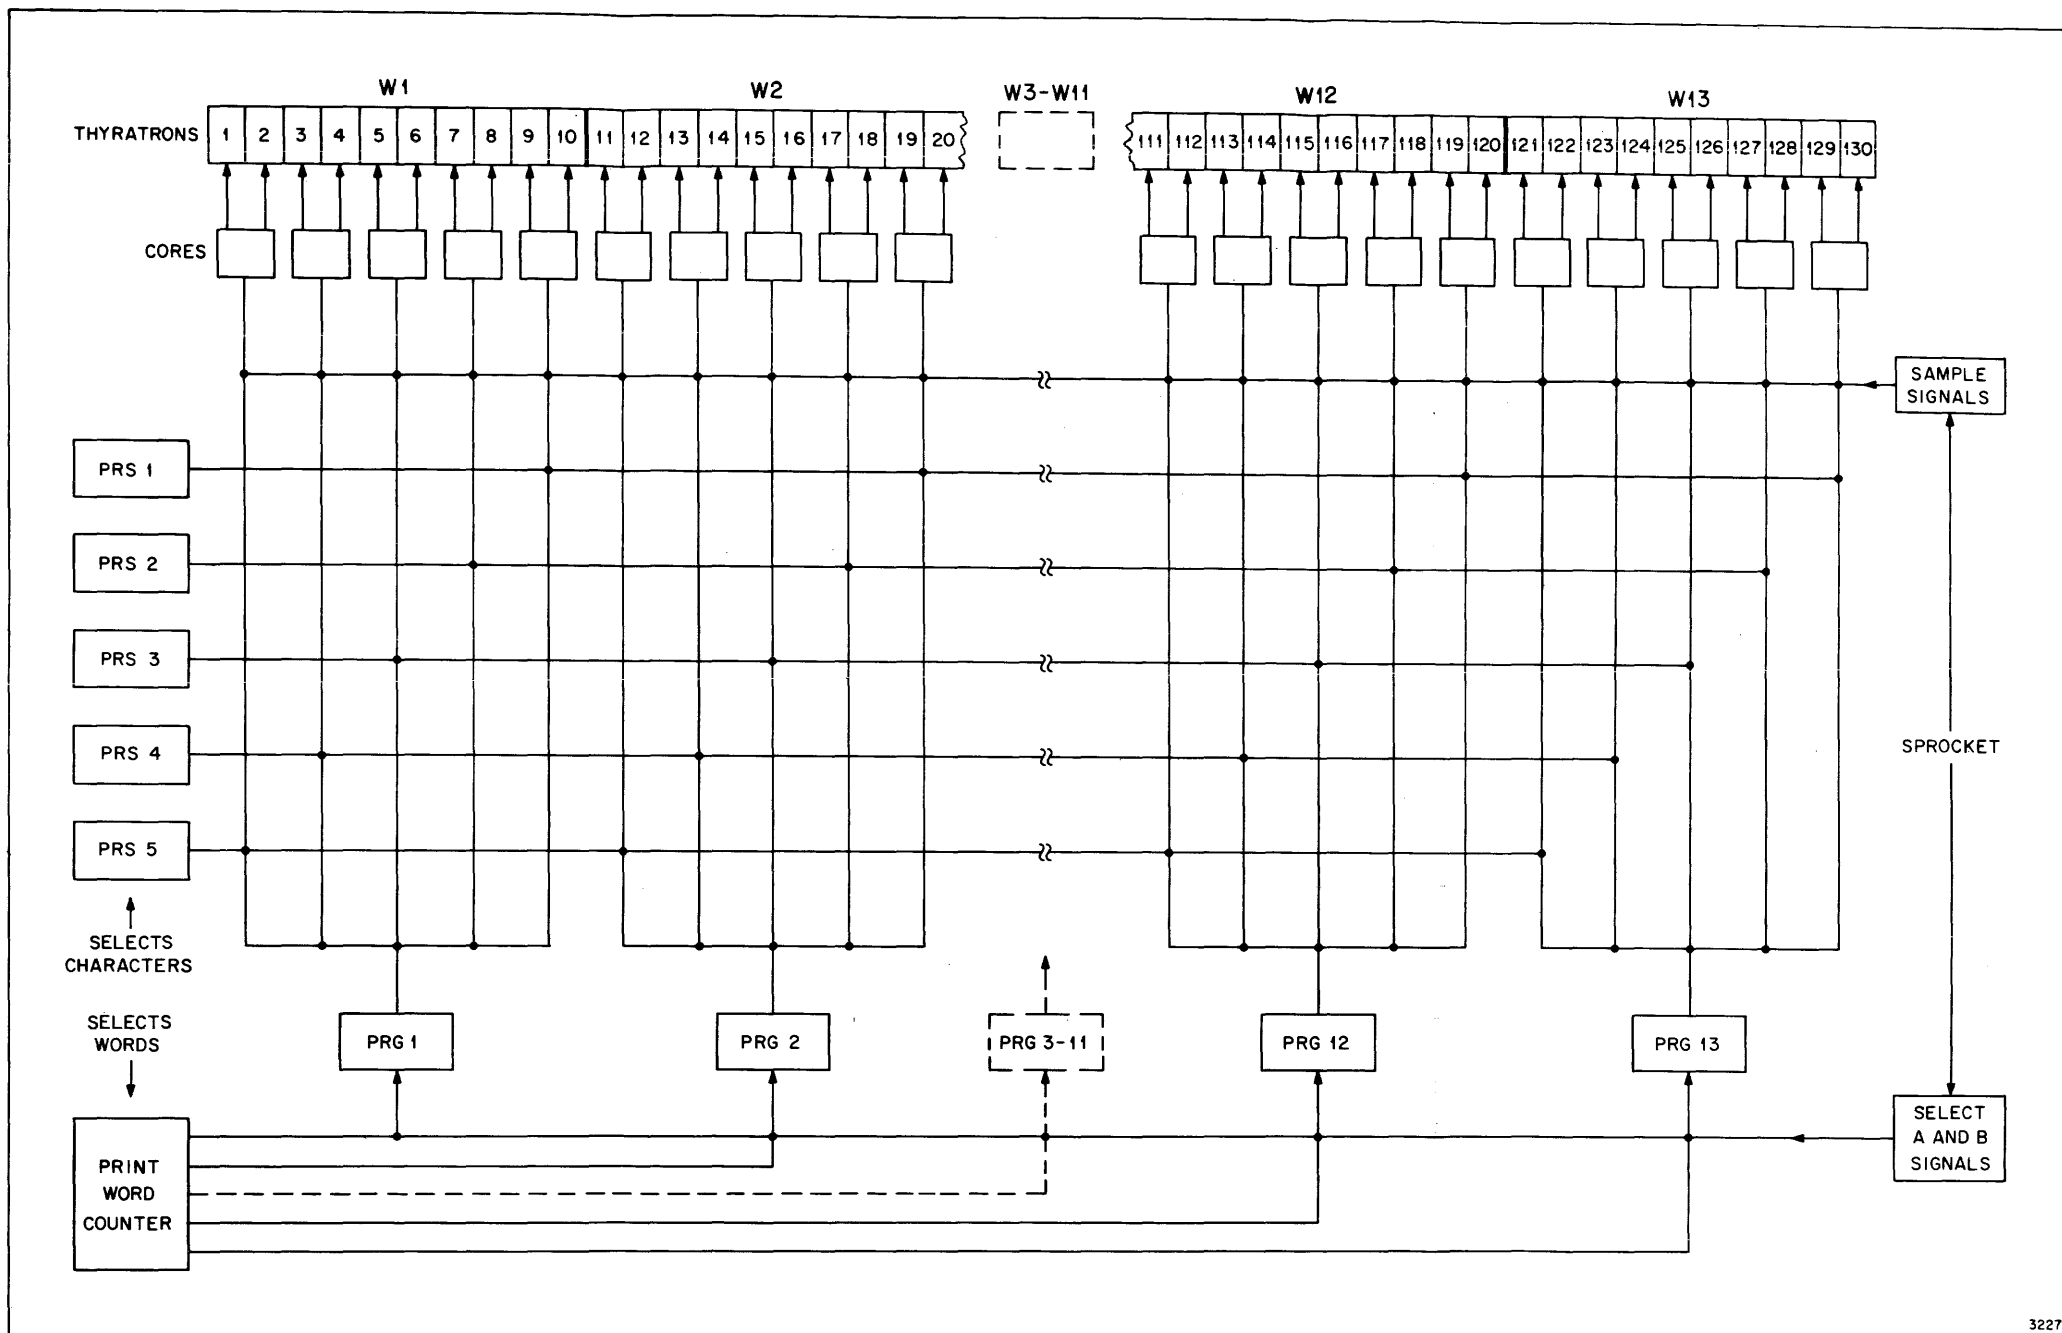 W1 W2 W3-W11 W12 W13
THYRATRONS 1 2 3 4 5 6 7 8 9 10 11 12 13 14 15 16 17 18 19 20 111 112 113 114 115 116 117 118 119 120 121 122 123 124 125 126 127 128 129 130
CORES
SAMPLE
SIGNALS
PRS 1
PRS 2
PRS 3
PRS 4
SPROCKET
PRS 5
SELECTS
CHARACTERS
SELECTS
WORDS
PRG 1 PRG 2 PRG 3-11 PRG 12 PRG 13
SELECT
A AND B
SIGNALS
PRINT
WORD
COUNTER
3227